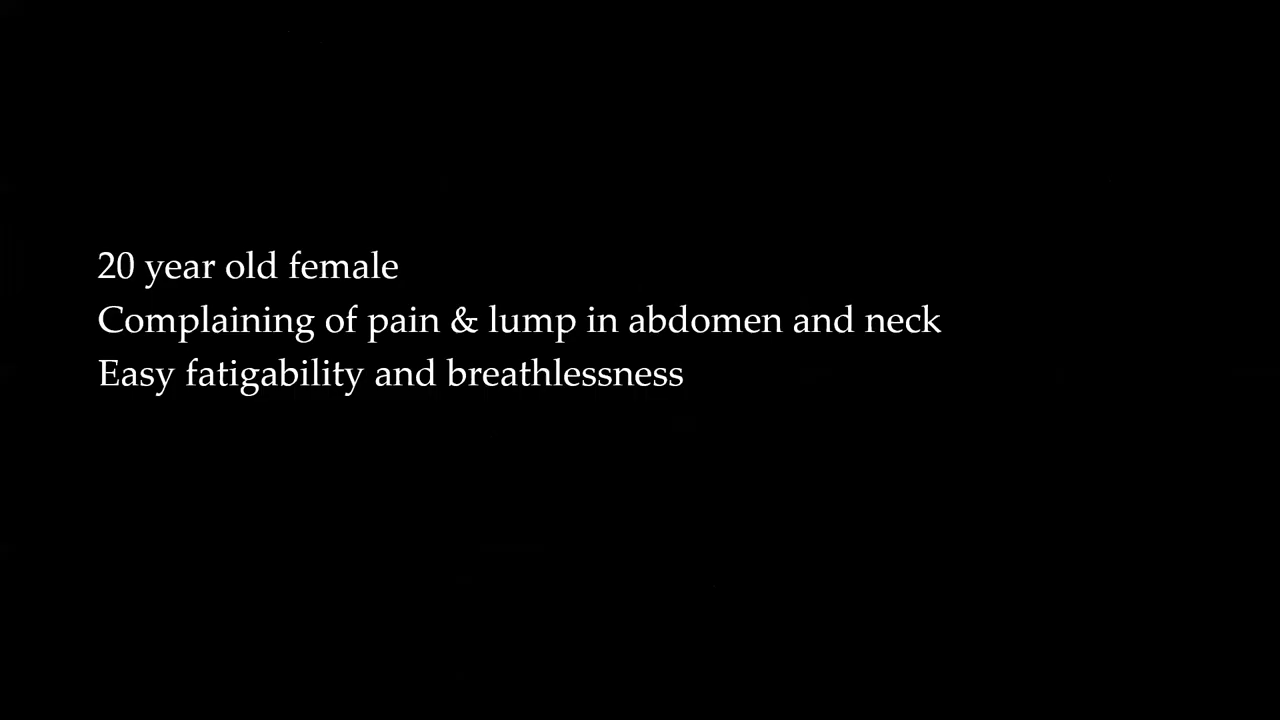 20 year old female
Complaining of pain & lump in abdomen and neck
Easy fatigability and breathlessness